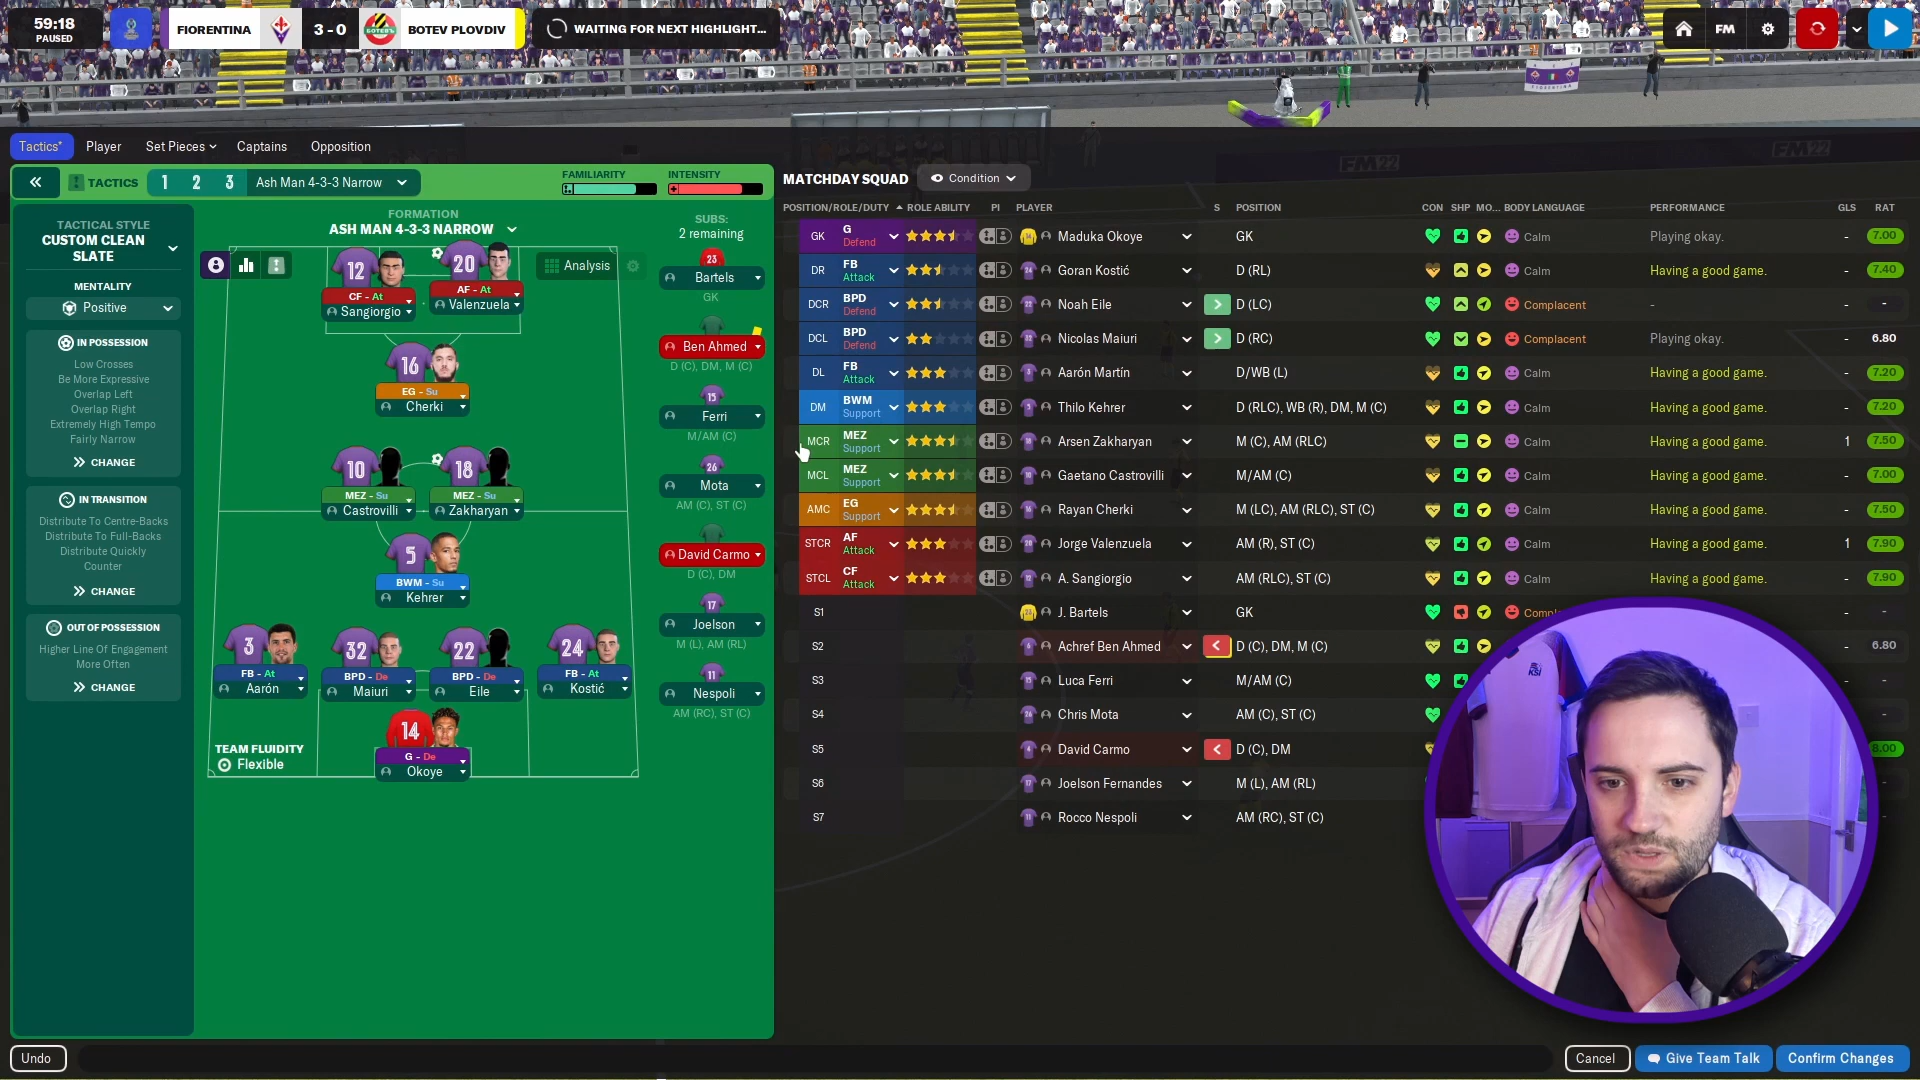 59:18
PAUSED
FIORENTINA
3 - 0
BOTEV PLOVDIV
WAITING FOR NEXT HIGHLIGHT...
FM
FIORENTINA
FM22
FM22
Tactics*
Player
Set Pieces
Captains
Opposition
TACTICS
1 2 3
Ash Man 4-3-3 Narrow
FAMILIARITY
INTENSITY
TACTICAL STYLE
CUSTOM CLEAN
SLATE
MENTALITY
Positive
IN POSSESSION
Low Crosses
Be More Expressive
Overlap Left
Overlap Right
Extremely High Tempo
Fairly Narrow
CHANGE
IN TRANSITION
Distribute To Centre-Backs
Distribute To Full-Backs
Distribute Quickly
Counter
CHANGE
OUT OF POSSESSION
Higher Line Of Engagement
More Often
CHANGE
FORMATION
ASH MAN 4-3-3 NARROW
Analysis
12
CF - At
Sangiorgio
20
AF - At
Valenzuela
16
EG - Su
Cherki
10
MEZ - Su
Castrovilli
18
MEZ - Su
Zakharyan
5
BWM - Su
Kehrer
3
FB - At
Aarón
32
BPD - De
Maiuri
22
BPD - De
Eile
24
FB - At
Kostić
14
G - De
Okoye
TEAM FLUIDITY
Flexible
SUBS:
2 remaining
23
Bartels
GK
Ben Ahmed
D (C), DM, M (C)
15
Ferri
M/AM (C)
26
Mota
AM (C), ST (C)
David Carmo
D (C), DM
17
Joelson
M (L), AM (RL)
11
Nespoli
AM (RC), ST (C)
MATCHDAY SQUAD
Condition
POSITION/ROLE/DUTY ROLE ABILITY PI PLAYER S POSITION CON SHP MO... BODY LANGUAGE PERFORMANCE GLS RAT
GK G Defend Maduka Okoye GK Calm Playing okay. - 7.00
DR FB Attack Goran Kostić D (RL) Calm Having a good game. - 7.40
DCR BPD Defend Noah Eile D (LC) Complacent - - -
DCL BPD Defend Nicolas Maiuri D (RC) Complacent Playing okay. - 6.80
DL FB Attack Aarón Martín D/WB (L) Calm Having a good game. - 7.20
DM BWM Support Thilo Kehrer D (RLC), WB (R), DM, M (C) Calm Having a good game. - 7.20
MCR MEZ Support Arsen Zakharyan M (C), AM (RLC) Calm Having a good game. 1 7.50
MCL MEZ Support Gaetano Castrovilli M/AM (C) Calm Having a good game. - 7.00
AMC EG Support Rayan Cherki M (LC), AM (RLC), ST (C) Calm Having a good game. - 7.50
STCR AF Attack Jorge Valenzuela AM (R), ST (C) Calm Having a good game. 1 7.90
STCL CF Attack A. Sangiorgio AM (RLC), ST (C) Calm Having a good game. - 7.90
S1 J. Bartels GK - -
S2 Achref Ben Ahmed D (C), DM, M (C) - 6.80
S3 Luca Ferri M/AM (C) - -
S4 Chris Mota AM (C), ST (C) -
S5 David Carmo D (C), DM 8.00
S6 Joelson Fernandes M (L), AM (RL) -
S7 Rocco Nespoli AM (RC), ST (C) -
KSI
Undo
Cancel
Give Team Talk
Confirm Changes